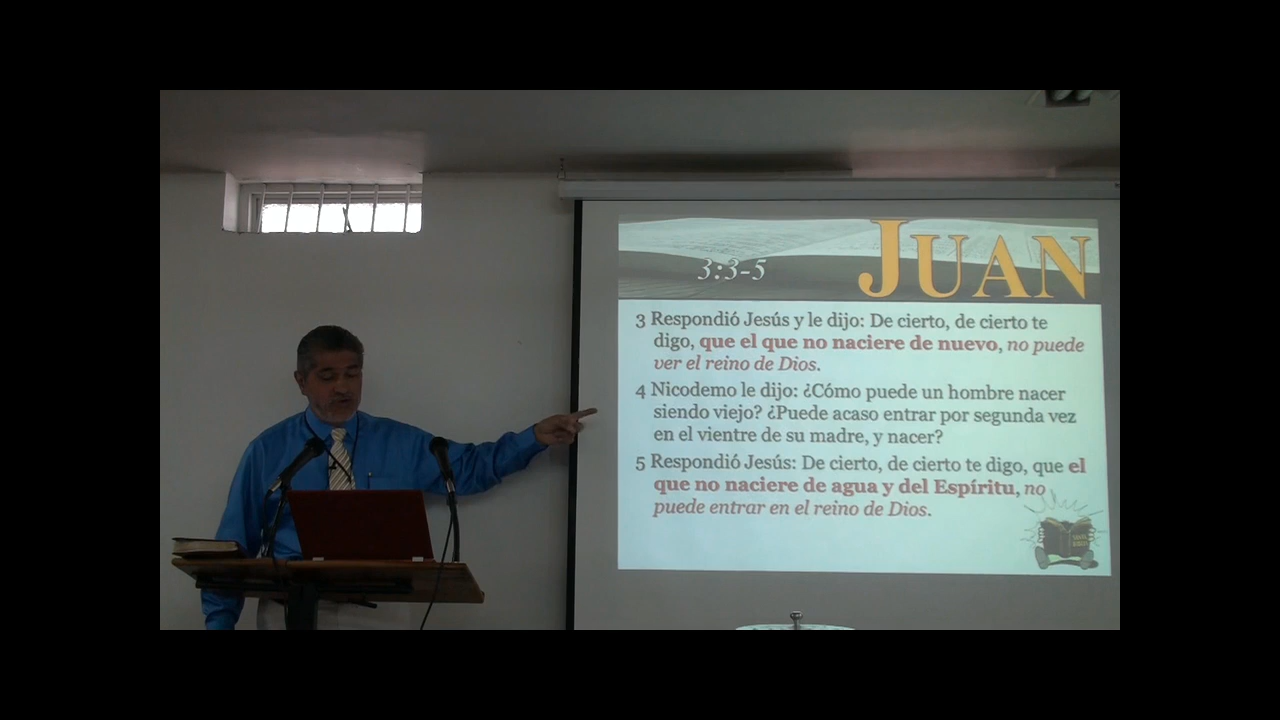 3:3-5
JUAN
3 Respondió Jesús y le dijo: De cierto, de cierto te
digo, que el que no naciere de nuevo, no puede
ver el reino de Dios.
4 Nicodemo le dijo: ¿Cómo puede un hombre nacer
siendo viejo? ¿Puede acaso entrar por segunda vez
en el vientre de su madre, y nacer?
5 Respondió Jesús: De cierto, de cierto te digo, que el
que no naciere de agua y del Espíritu, no
puede entrar en el reino de Dios.